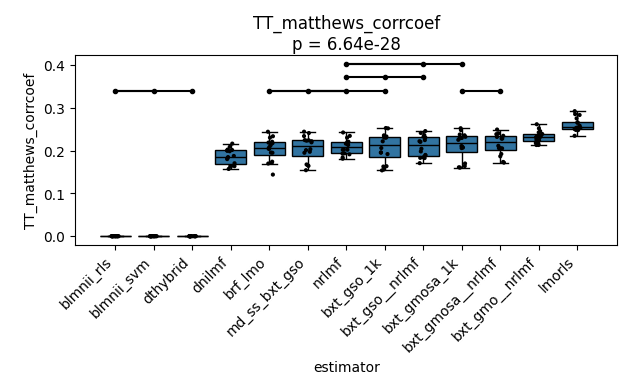 TT_matthews_corrcoef
p = 6.64e-28
TT_matthews_corrcoef
0.4
0.3
0.2
0.1
0.0
blmnii_rls
blmnii_svm
dthybrid
dnilmf
brf_lmo
md_ss_bxt_gso
nrlmf
bxt_gso_1k
bxt_gso__nrlmf
bxt_gmosa_1k
bxt_gmosa__nrlmf
bxt_gmo__nrlmf
lmorls
estimator